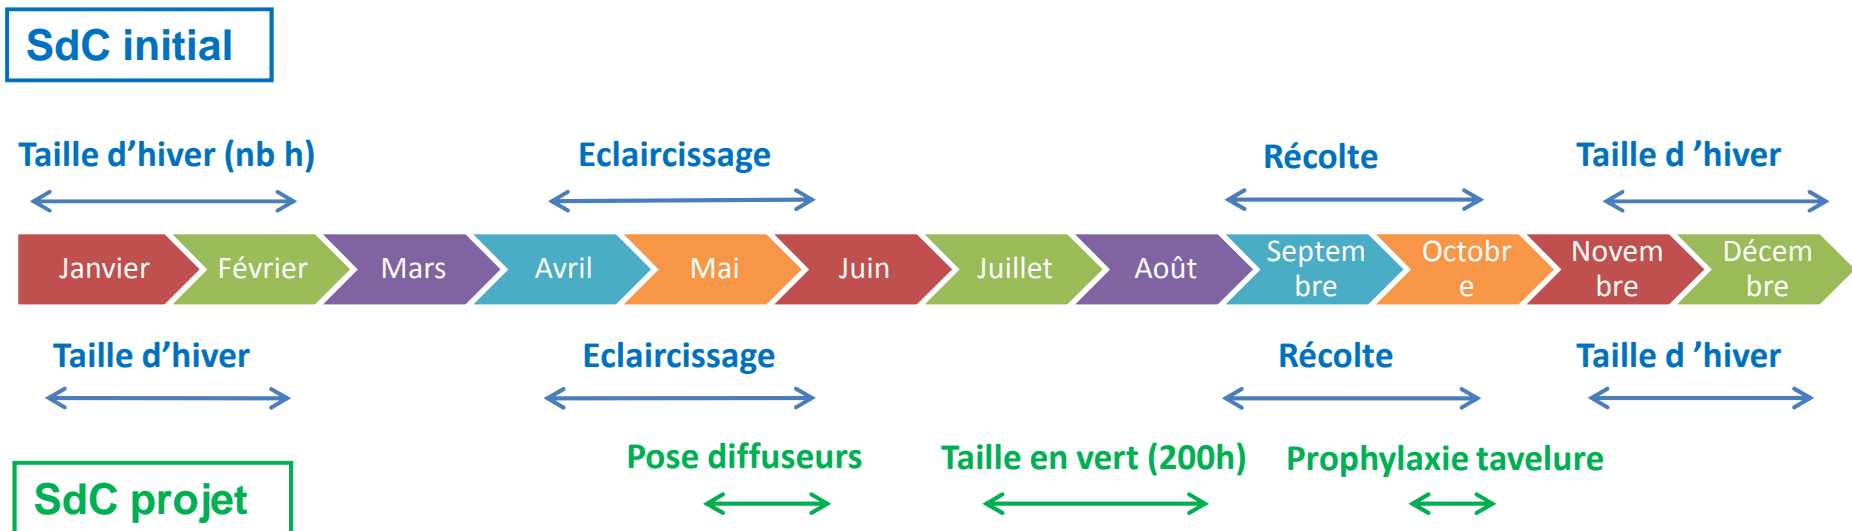 SdC initial
Taille d’hiver (nb h) Eclaircissage Récolte Taille d ’hiver
Janvier Février Mars Avril Mai Juin Juillet Août Septem Octobr Novem Décem
bre e bre bre
Taille d’hiver Eclaircissage Récolte Taille d ’hiver
Pose diffuseurs Taille en vert (200h) Prophylaxie tavelure
SdC projet